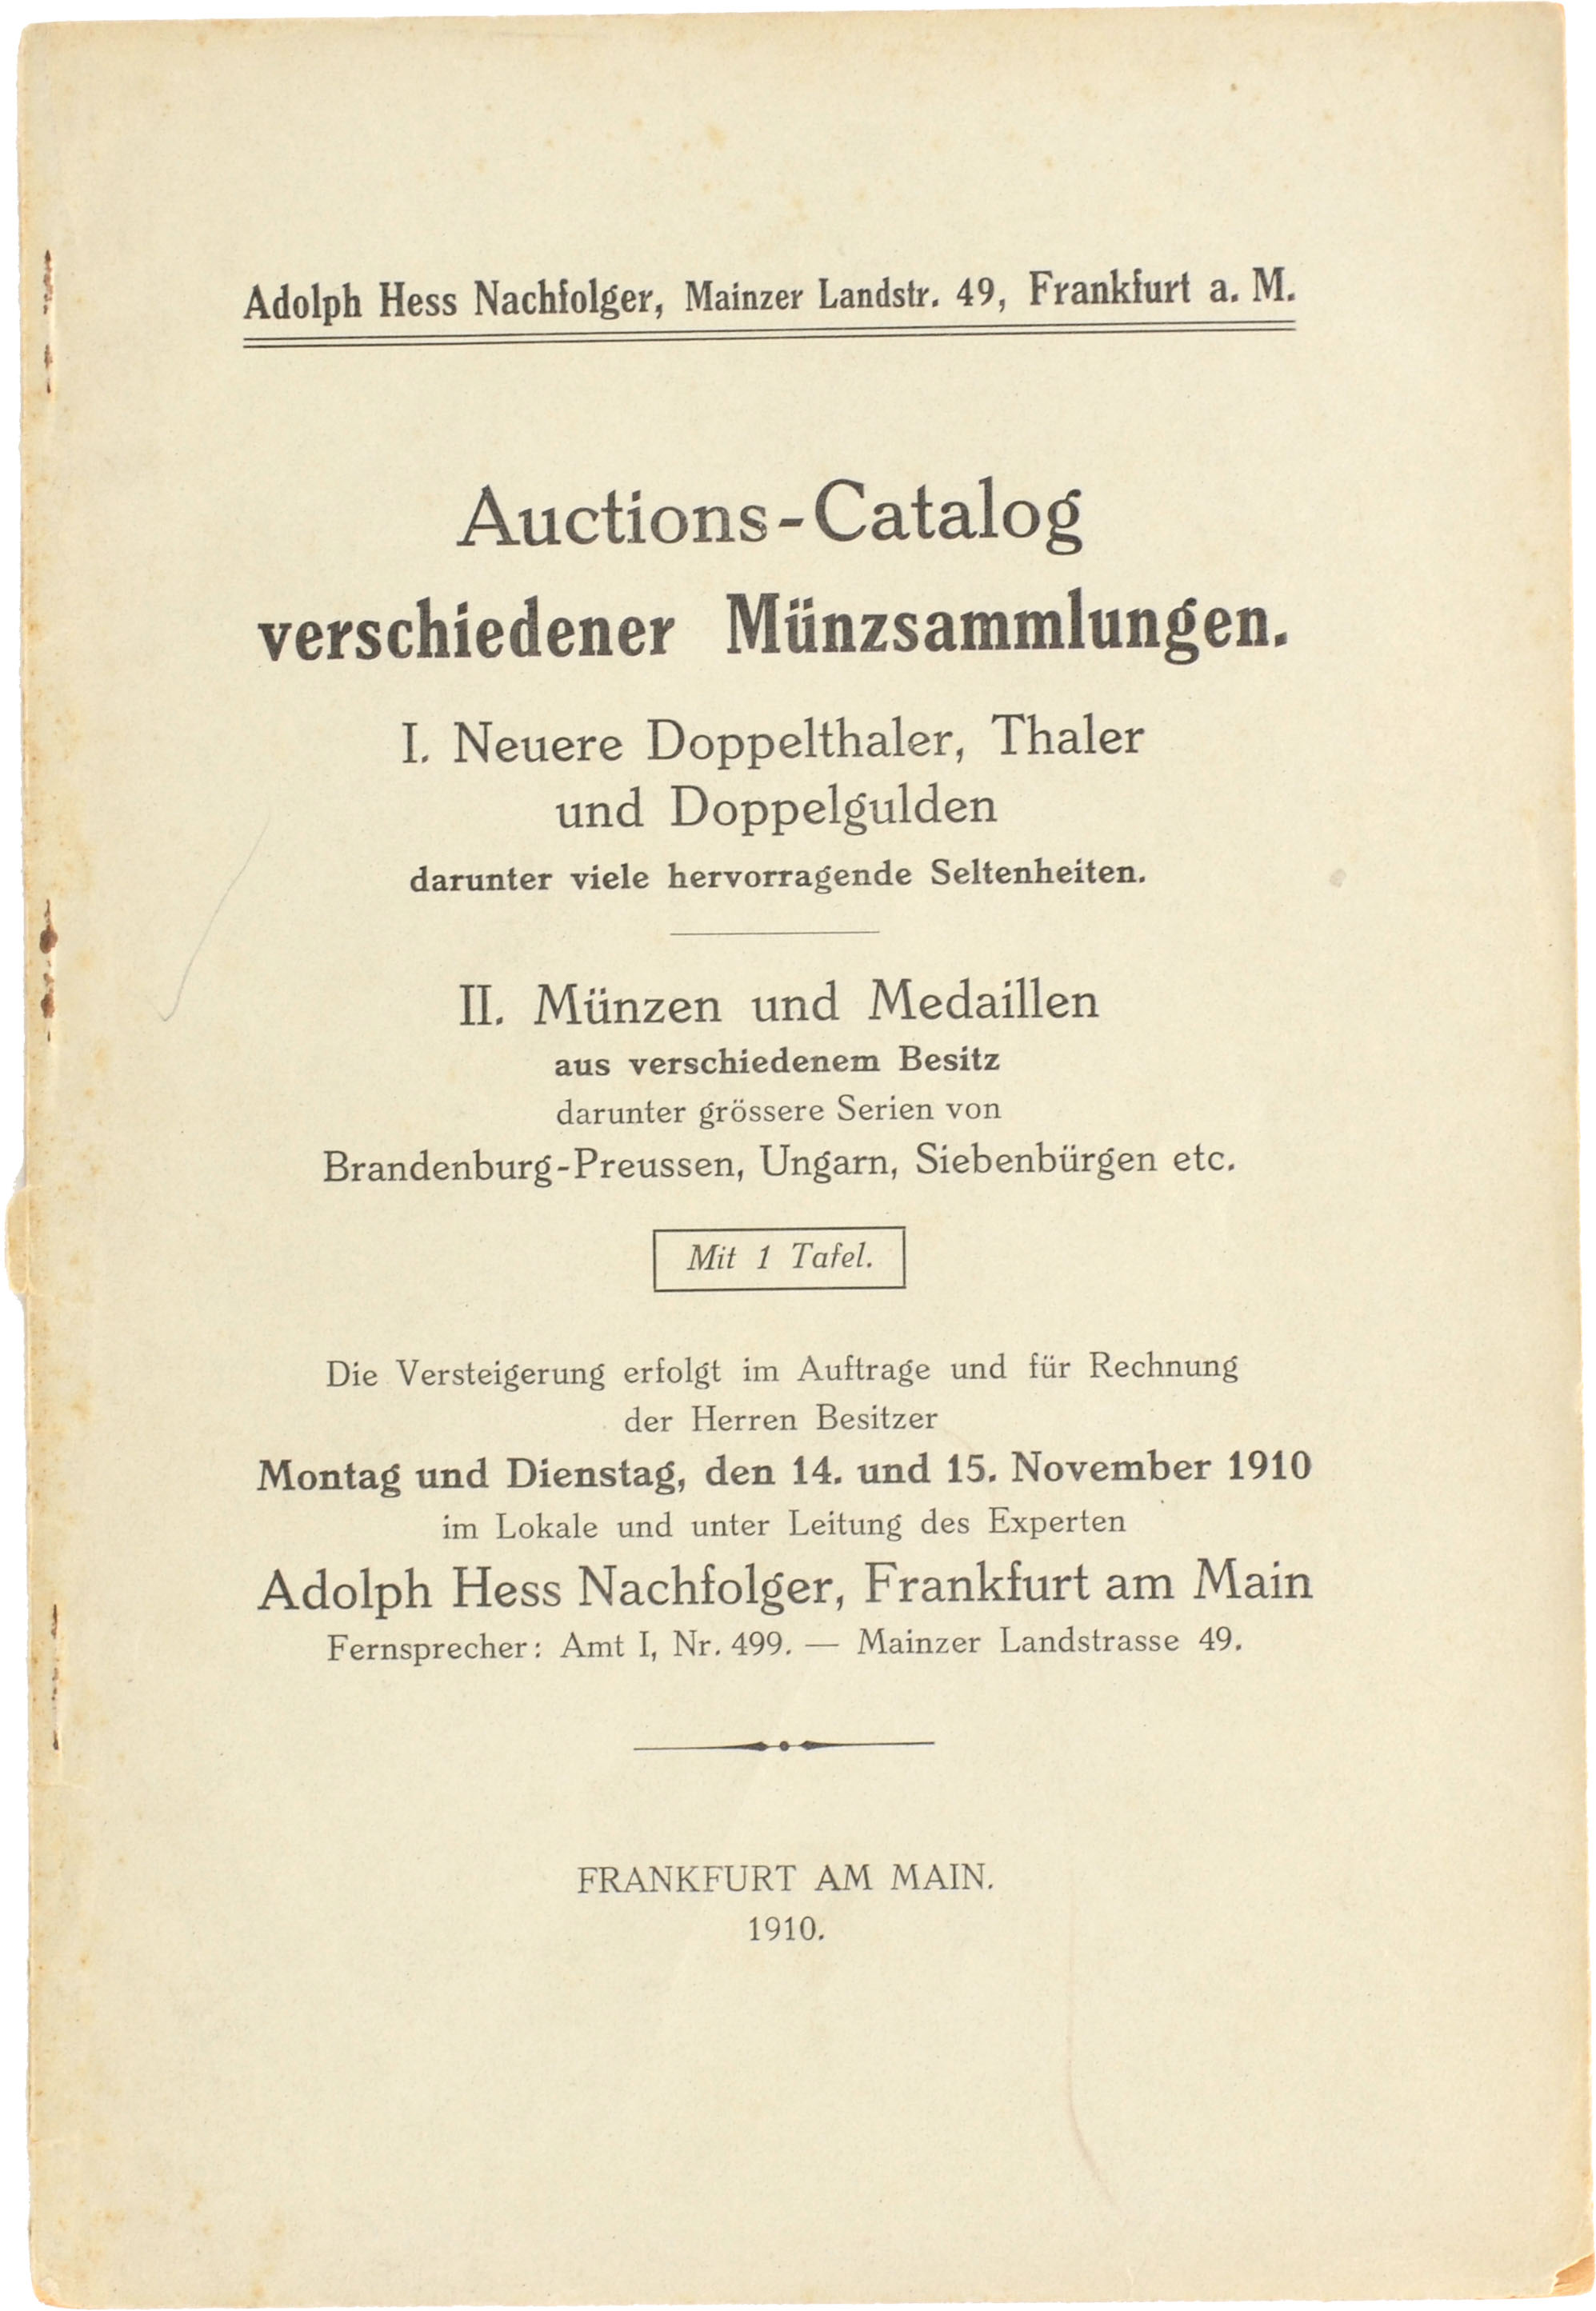 Adolph Hess Nachfolger, Mainzer Landstr. 49, Frankfurt a. M.
Auctions-Catalog
verschiedener Münzsammlungen.
I. Neuere Doppelthaler, Thaler
und Doppelgulden
darunter viele hervorragende Seltenheiten.
II. Münzen und Medaillen
aus verschiedenem Besitz
darunter grössere Serien von
Brandenburg-Preussen, Ungarn, Siebenbürgen etc.
Mit 1 Tafel.
Die Versteigerung erfolgt im Auftrage und für Rechnung
der Herren Besitzer
Montag und Dienstag, den 14. und 15. November 1910
im Lokale und unter Leitung des Experten
Adolph Hess Nachfolger, Frankfurt am Main
Fernsprecher: Amt I, Nr. 499. — Mainzer Landstrasse 49.
FRANKFURT AM MAIN.
1910.